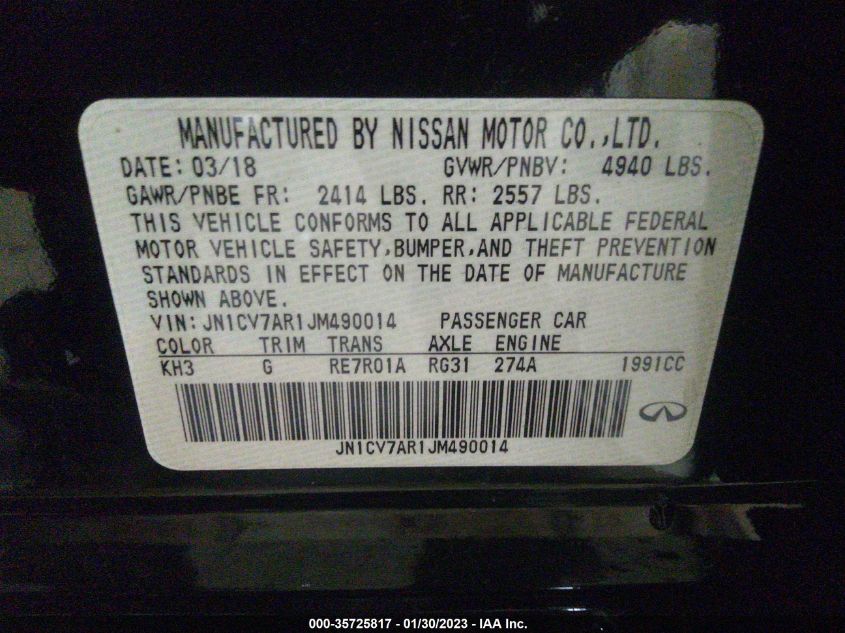 MANUFACTURED BY NISSAN MOTOR CO.,LTD.
DATE: 03/18 GVWR/PNBV: 4940 LBS.
GAWR/PNBE FR: 2414 LBS. RR: 2557 LBS.
THIS VEHICLE CONFORMS TO ALL APPLICABLE FEDERAL
MOTOR VEHICLE SAFETY,BUMPER,AND THEFT PREVENTION
STANDARDS IN EFFECT ON THE DATE OF MANUFACTURE
SHOWN ABOVE.
VIN: JN1CV7AR1JM490014 PASSENGER CAR
COLOR TRIM TRANS AXLE ENGINE
KH3 G RE7R01A RG31 274A 1991CC
JN1CV7AR1JM490014
000-35725817 - 01/30/2023 - IAA Inc.